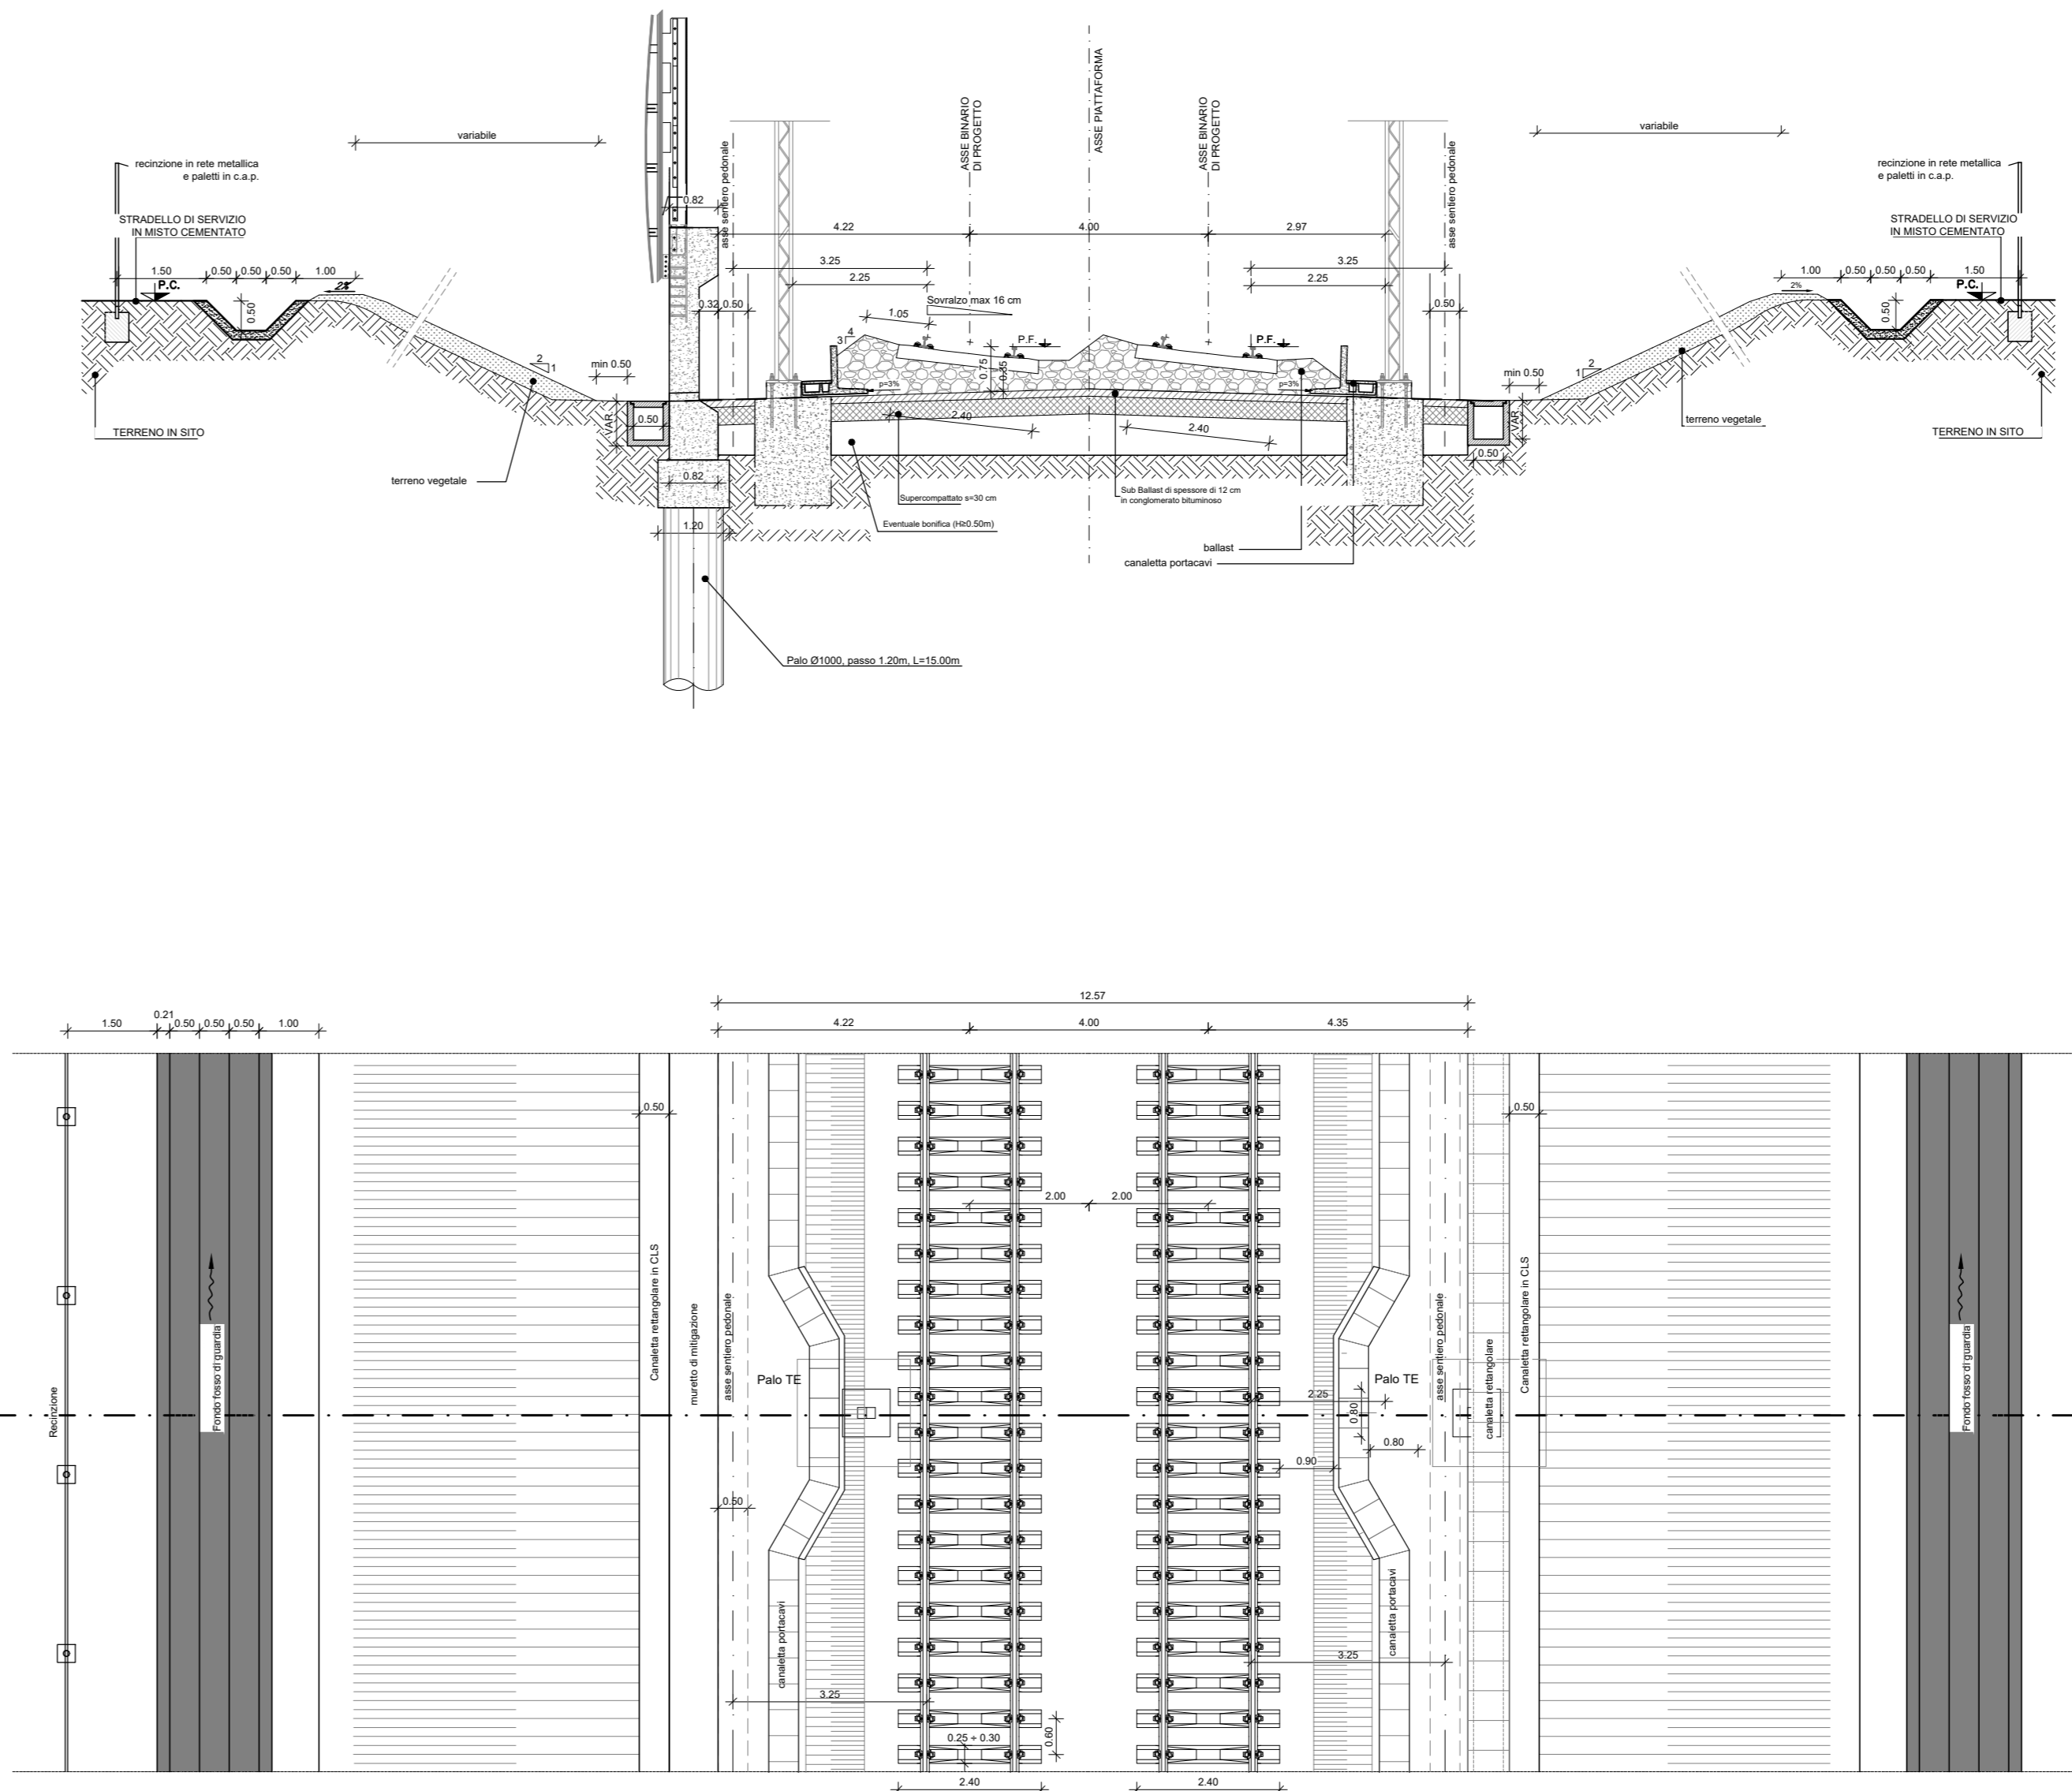 ASSE PIATTAFORMA
ASSE BINARIO
DI PROGETTO
ASSE BINARIO
DI PROGETTO
variabile
variabile
recinzione in rete metallica
e paletti in c.a.p.
recinzione in rete metallica
e paletti in c.a.p.
asse sentiero pedonale
asse sentiero pedonale
0.82
STRADELLO DI SERVIZIO
IN MISTO CEMENTATO
STRADELLO DI SERVIZIO
IN MISTO CEMENTATO
4.22
4.00
2.97
3.25
3.25
2.25
2.25
1.50
0.50
0.50
0.50
1.00
P.C.
1.00
0.50
0.50
0.50
1.50
P.C.
2%
0.50
0.50
0.32
0.50
0.50
Sovralzo max 16 cm
1.05
4
3
P.F.
P.F.
0.75
0.35
p=3%
p=3%
2
1
2
1
min 0.50
min 0.50
VAR
0.50
VAR
0.50
2.40
2.40
TERRENO IN SITO
TERRENO IN SITO
terreno vegetale
terreno vegetale
0.82
1.20
Supercompattato s=30 cm
Sub Ballast di spessore di 12 cm
in conglomerato bituminoso
Eventuale bonifica (H≥0.50m)
ballast
canaletta portacavi
Palo Ø1000, passo 1.20m, L=15.00m
12.57
4.22
4.00
4.35
1.50
0.21
0.50
0.50
0.50
1.00
0.50
0.50
2.00
2.00
Recinzione
Fondo fosso di guardia
Canaletta rettangolare in CLS
muretto di mitigazione
asse sentiero pedonale
Palo TE
Palo TE
asse sentiero pedonale
canaletta rettangolare
Canaletta rettangolare in CLS
Fondo fosso di guardia
2.25
0.80
0.80
0.90
0.50
canaletta portacavi
canaletta portacavi
3.25
3.25
0.60
0.25 ÷ 0.30
2.40
2.40